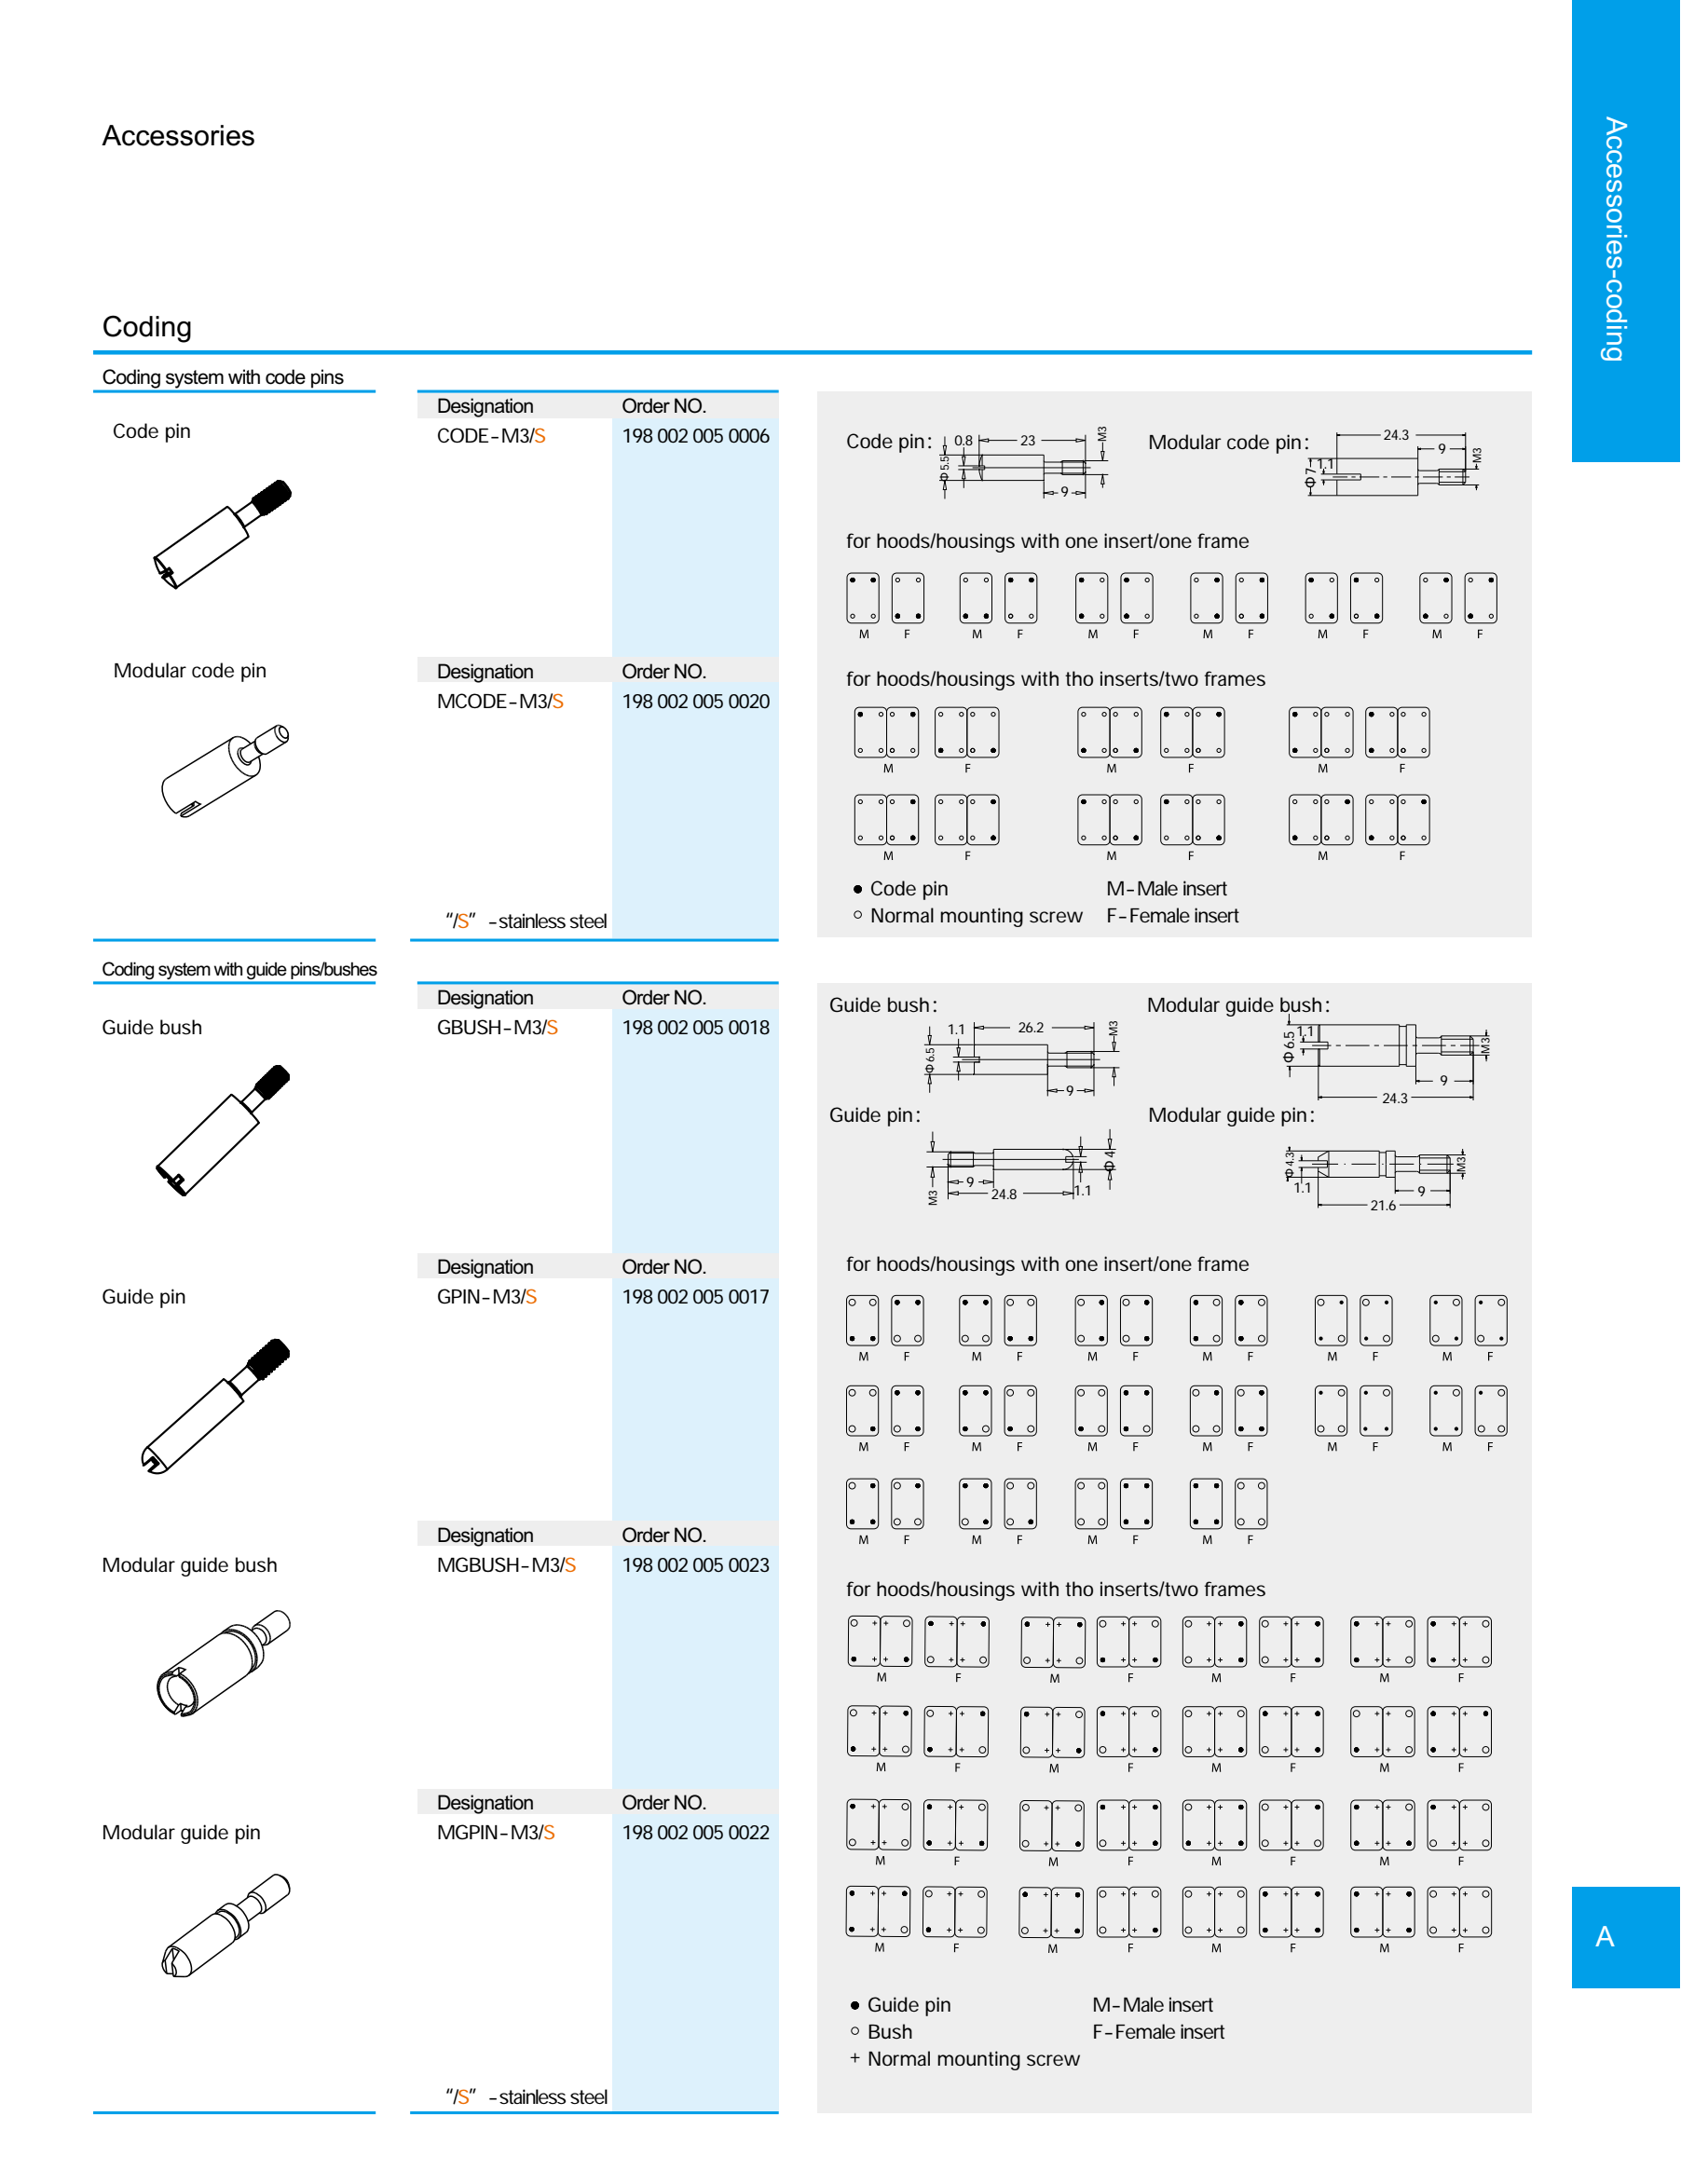 Accessories
Accessories-coding
Coding
Coding system with code pins
Code pin
Designation Order NO.
CODE-M3/S 198 002 005 0006
Modular code pin
Designation Order NO.
MCODE-M3/S 198 002 005 0020
"/S" -stainless steel
Code pin: 0.8 23 M3 Φ 5.5 9
Modular code pin: 24.3 9 M3 1.1 Φ 7
for hoods/housings with one insert/one frame
M F M F M F M F M F M F
for hoods/housings with tho inserts/two frames
M F M F M F
M F M F M F
● Code pin M-Male insert
○ Normal mounting screw F-Female insert
Coding system with guide pins/bushes
Guide bush
Designation Order NO.
GBUSH-M3/S 198 002 005 0018
Guide pin
Designation Order NO.
GPIN-M3/S 198 002 005 0017
Modular guide bush
Designation Order NO.
MGBUSH-M3/S 198 002 005 0023
Modular guide pin
Designation Order NO.
MGPIN-M3/S 198 002 005 0022
"/S" -stainless steel
Guide bush: 1.1 26.2 M3 Φ 6.5 9
Modular guide bush: Φ 6.5 1.1 M3 9 24.3
Guide pin: M3 9 24.8 1.1 Φ 4
Modular guide pin: Φ 4.3 1.1 M3 9 21.6
for hoods/housings with one insert/one frame
M F M F M F M F M F M F
M F M F M F M F M F M F
M F M F M F M F
for hoods/housings with tho inserts/two frames
M F M F M F M F
M F M F M F M F
M F M F M F M F
M F M F M F M F
● Guide pin M-Male insert
○ Bush F-Female insert
+ Normal mounting screw
A